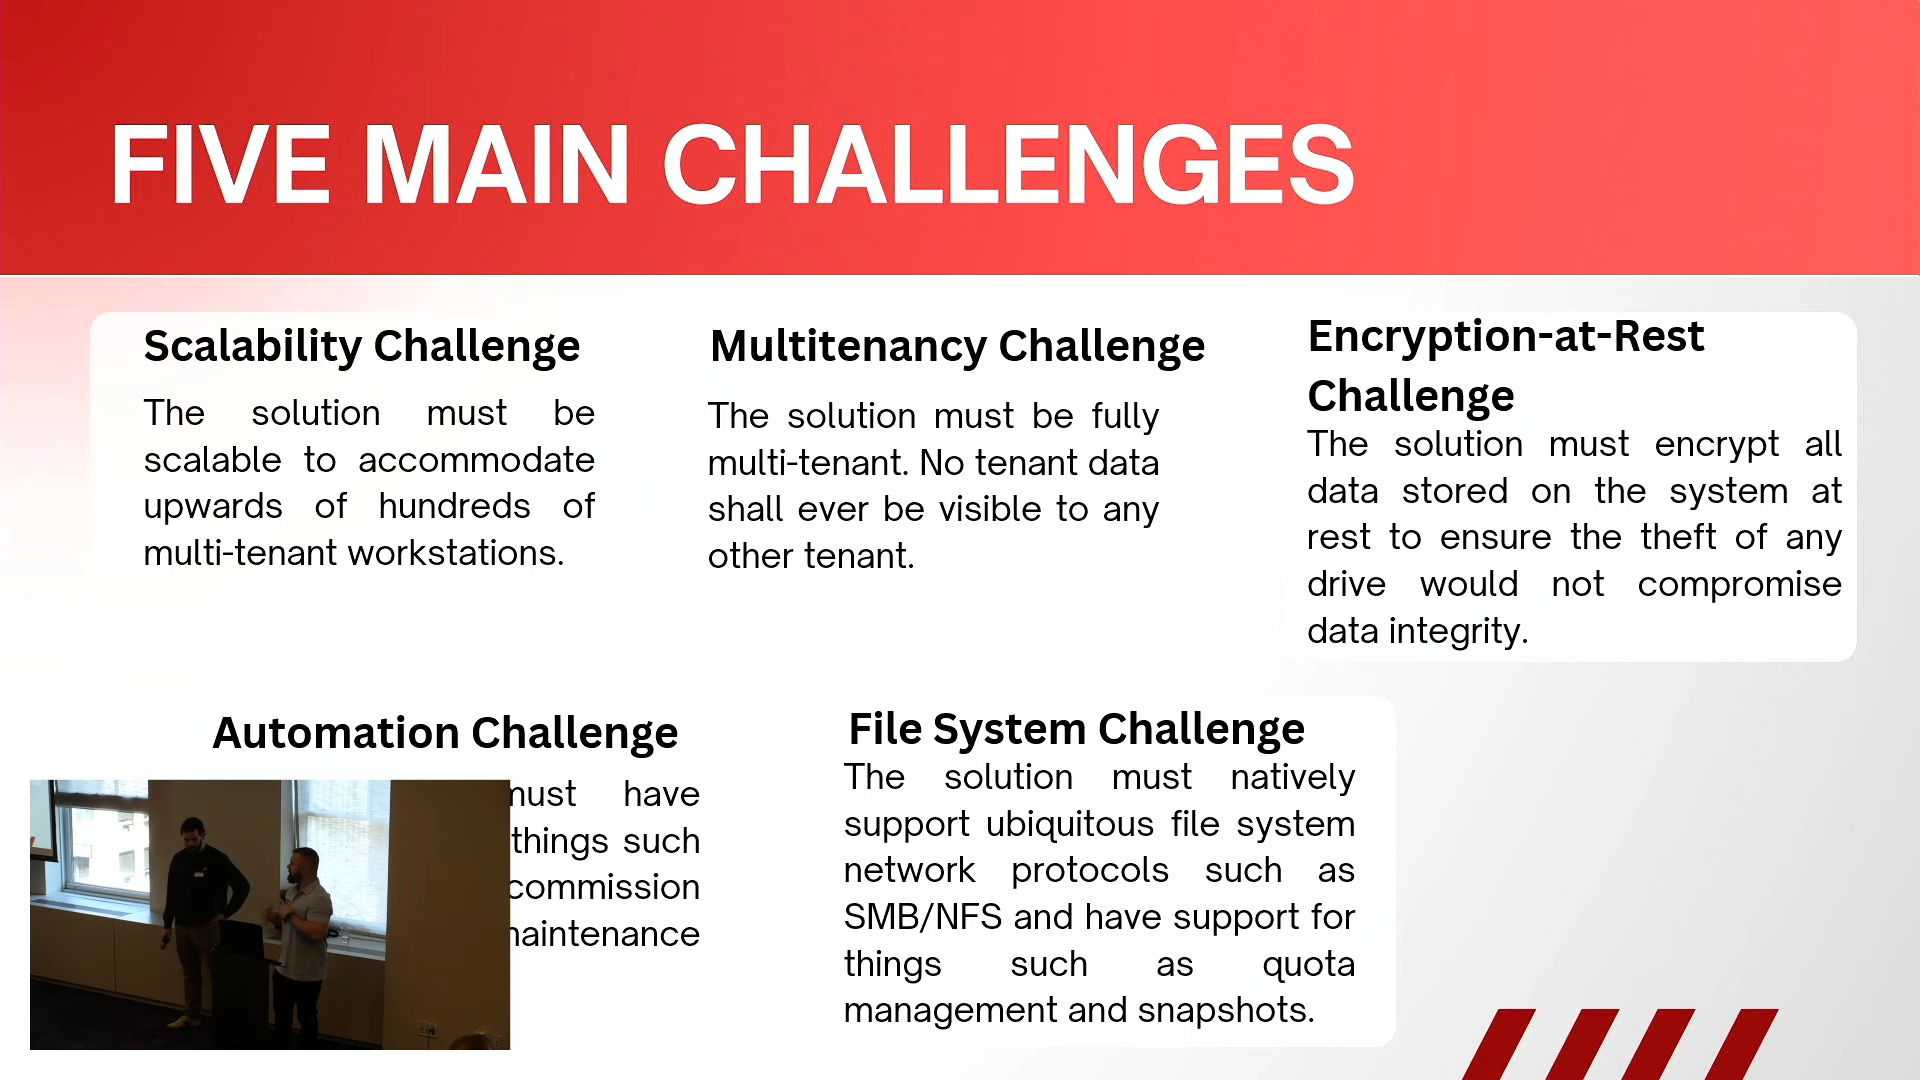 FIVE MAIN CHALLENGES
Scalability Challenge
The solution must be
scalable to accommodate
upwards of hundreds of
multi-tenant workstations.
Multitenancy Challenge
The solution must be fully
multi-tenant. No tenant data
shall ever be visible to any
other tenant.
Encryption-at-Rest
Challenge
The solution must encrypt all
data stored on the system at
rest to ensure the theft of any
drive would not compromise
data integrity.
Automation Challenge
have
things such
commission
File System Challenge
The solution must natively
support ubiquitous file system
network protocols such as
SMB/NFS and have support for
things such as quota
management and snapshots.